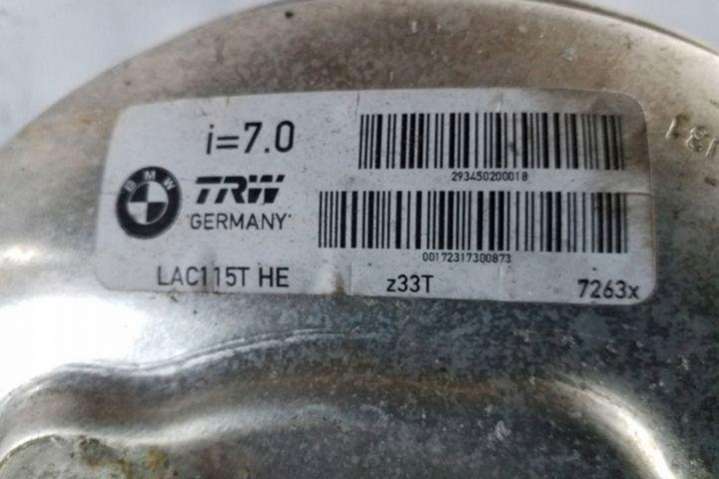 i=7.0
293450200018
BMW
TRW
GERMANY
00172317300873
LAC115T HE
z33T
7263x